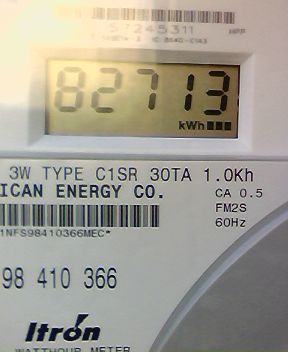 57245311
82713
kWh
3W TYPE C1SR 30TA 1.0Kh
ICAN ENERGY CO.
CA 0.5
FM2S
60Hz
1NFS98410366MEC*
98 410 366
Itron
WATTHOUR METER